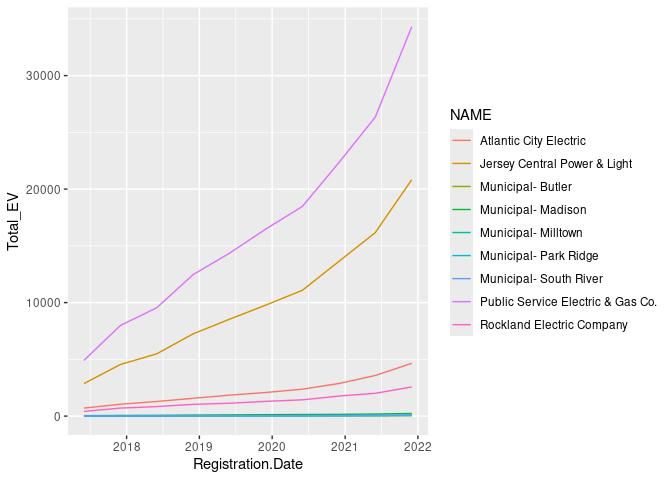 30000
20000
10000
0
Total_EV
2018 2019 2020 2021 2022
Registration.Date
NAME
Atlantic City Electric
Jersey Central Power & Light
Municipal- Butler
Municipal- Madison
Municipal- Milltown
Municipal- Park Ridge
Municipal- South River
Public Service Electric & Gas Co.
Rockland Electric Company